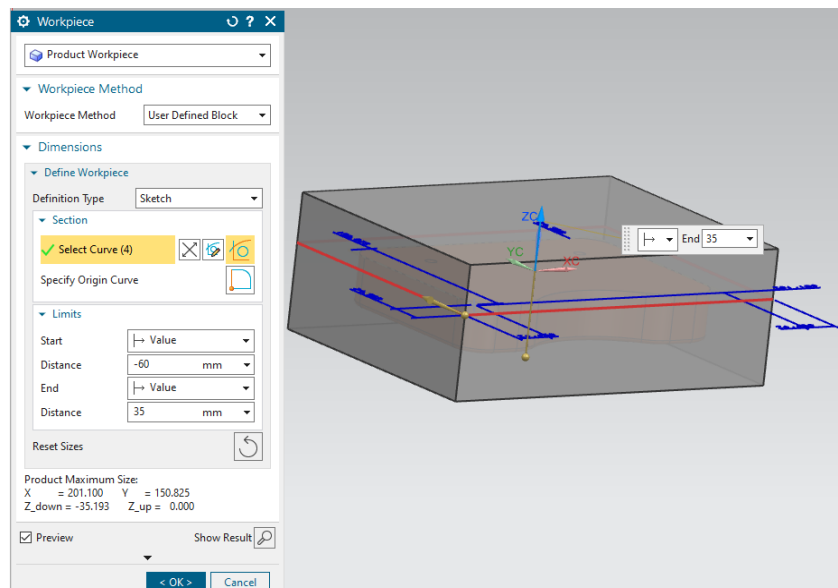 Workpiece
Product Workpiece
Workpiece Method
Workpiece Method User Defined Block
Dimensions
Define Workpiece
Definition Type Sketch
Section
Select Curve (4)
Specify Origin Curve
Limits
Start Value
Distance -60 mm
End Value
Distance 35 mm
Reset Sizes
Product Maximum Size:
X = 201.100 Y = 150.825
Z_down = -35.193 Z_up = 0.000
Preview Show Result
< OK > Cancel
ZC
YC
XC
End 35